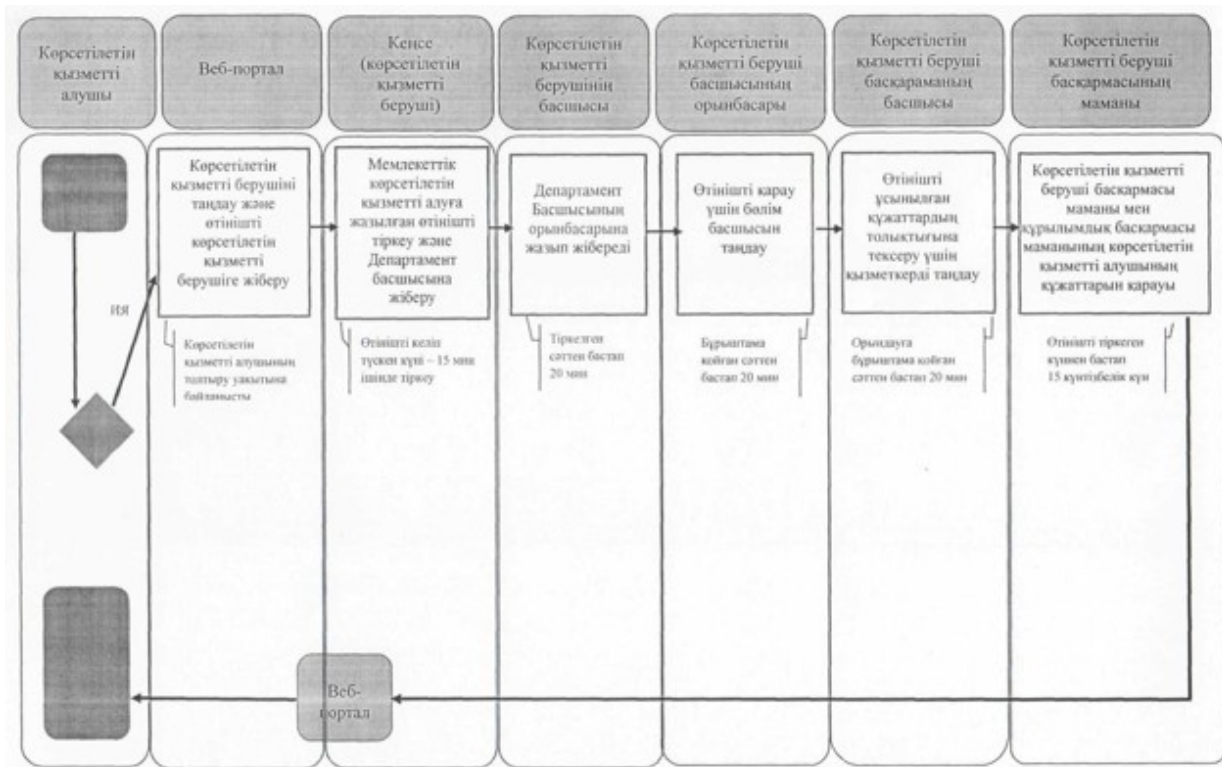 Көрсетілетін
қызметті
алушы
Веб-портал
Кеңсе
(көрсетілетін
қызметті
беруші)
Көрсетілетін
қызметті
берушінің
басшысы
Көрсетілетін
қызметті беруші
басшысының
орынбасары
Көрсетілетін
қызметті беруші
басқараманың
басшысы
Көрсетілетін
қызметті беруші
басқармасының
маманы
Көрсетілетін
қызметті берушіні
таңдау және
өтінішті
көрсетілетін
қызметті
берушіге жіберу
Мемлекеттік
көрсетілетін
қызметті алуға
жазылған өтінішті
тіркеу және
Департамент
басшысына
жіберу
Департамент
Басшысының
орынбасарына
жазып жібереді
Өтінішті қарау
үшін бөлім
басшысын
таңдау
Өтінішті
ұсынылған
құжаттардың
толықтығына
тексеру үшін
қызметкерді таңдау
Көрсетілетін қызметті
беруші басқармасы
маманы мен
құрылымдық басқармасы
маманының көрсетілетін
қызметті алушының
құжаттарын қарауы
ИЯ
Көрсетілетін
қызметті алушының
толтыру уақытына
байланысты
Өтінішті келіп
түскен күні – 15 мин
ішінде тіркеу
Тіркелген
сәттен бастап
20 мин
Бұрыштама
қойған сәттен
бастап 20 мин
Орындауға
бұрыштама қойған
сәттен бастап 20 мин
Өтінішті тіркеген
күннен бастап
15 күнтізбелік күн
Веб-
портал